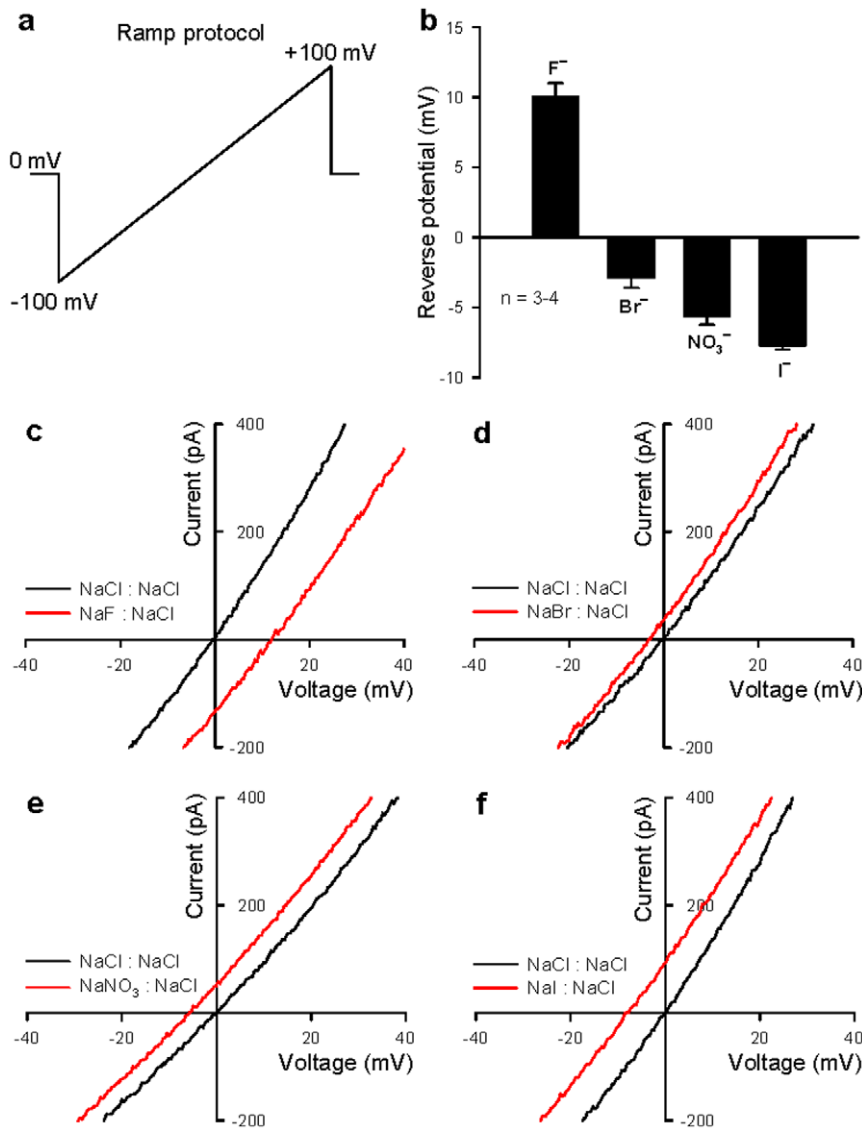 a
Ramp protocol
+100 mV
0 mV
-100 mV
b
Reverse potential (mV)
15
10
5
0
-5
-10
F⁻
Br⁻
NO₃⁻
I⁻
n = 3-4
c
Current (pA)
400
200
-200
NaCl : NaCl
NaF : NaCl
-40
-20
20
40
Voltage (mV)
d
Current (pA)
400
200
-200
NaCl : NaCl
NaBr : NaCl
-40
-20
20
40
Voltage (mV)
e
Current (pA)
400
200
-200
NaCl : NaCl
NaNO₃ : NaCl
-40
-20
20
40
Voltage (mV)
f
Current (pA)
400
200
-200
NaCl : NaCl
NaI : NaCl
-40
-20
20
40
Voltage (mV)